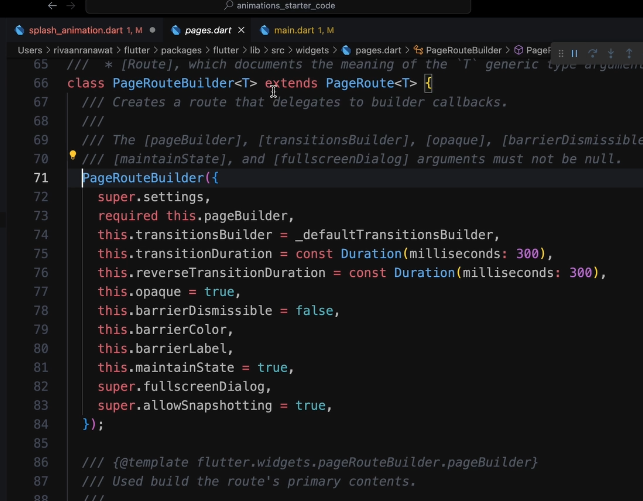 animations_starter_code
splash_animation.dart 1, M
pages.dart
main.dart 1, M
Users > rivaanranawat > flutter > packages > flutter > lib > src > widgets > pages.dart > PageRouteBuilder >
65 /// * [Route], which documents the meaning of the `T` generic type
66 class PageRouteBuilder<T> extends PageRoute<T> {
67 /// Creates a route that delegates to builder callbacks.
68 ///
69 /// The [pageBuilder], [transitionsBuilder], [opaque], [barrierDismissible
70 /// [maintainState], and [fullscreenDialog] arguments must not be null.
71 PageRouteBuilder({
72 super.settings,
73 required this.pageBuilder,
74 this.transitionsBuilder = _defaultTransitionsBuilder,
75 this.transitionDuration = const Duration(milliseconds: 300),
76 this.reverseTransitionDuration = const Duration(milliseconds: 300),
77 this.opaque = true,
78 this.barrierDismissible = false,
79 this.barrierColor,
80 this.barrierLabel,
81 this.maintainState = true,
82 super.fullscreenDialog,
83 super.allowSnapshotting = true,
84 });
85
86 /// {@template flutter.widgets.pageRouteBuilder.pageBuilder}
87 /// Used build the route's primary contents.
88 ///